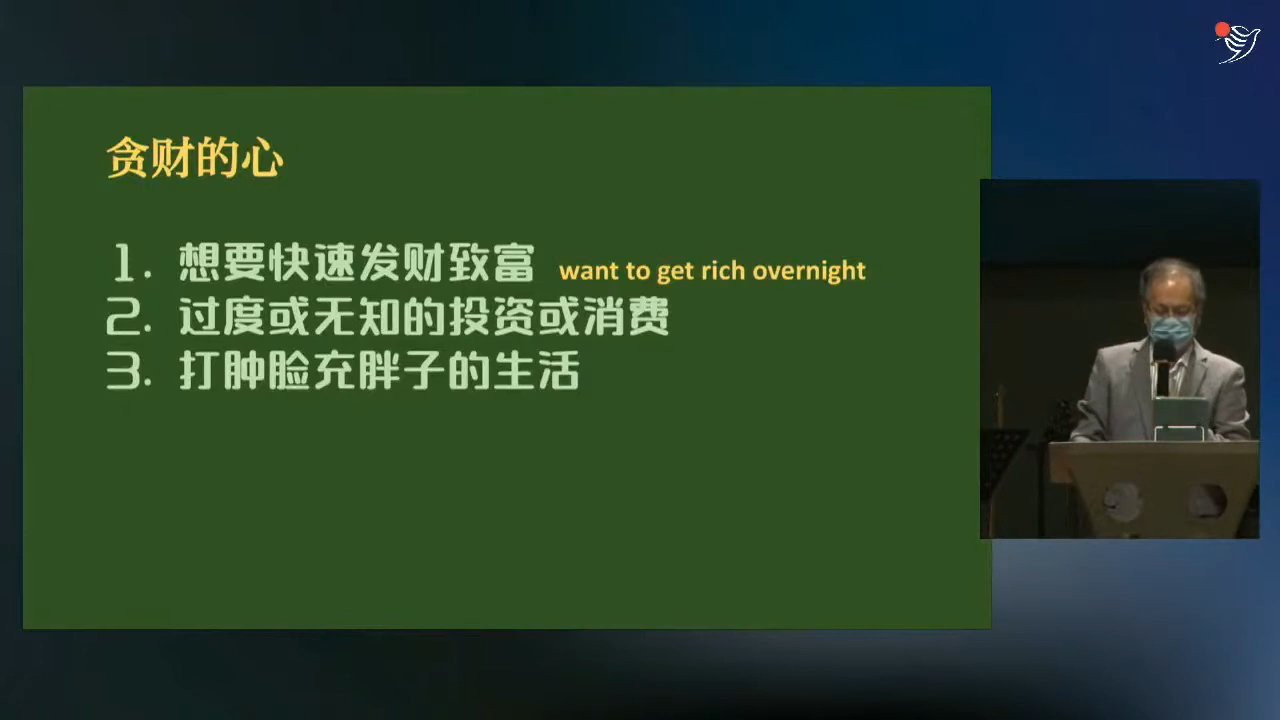 贪财的心
1. 想要快速发财致富 want to get rich overnight
2. 过度或无知的投资或消费
3. 打肿脸充胖子的生活